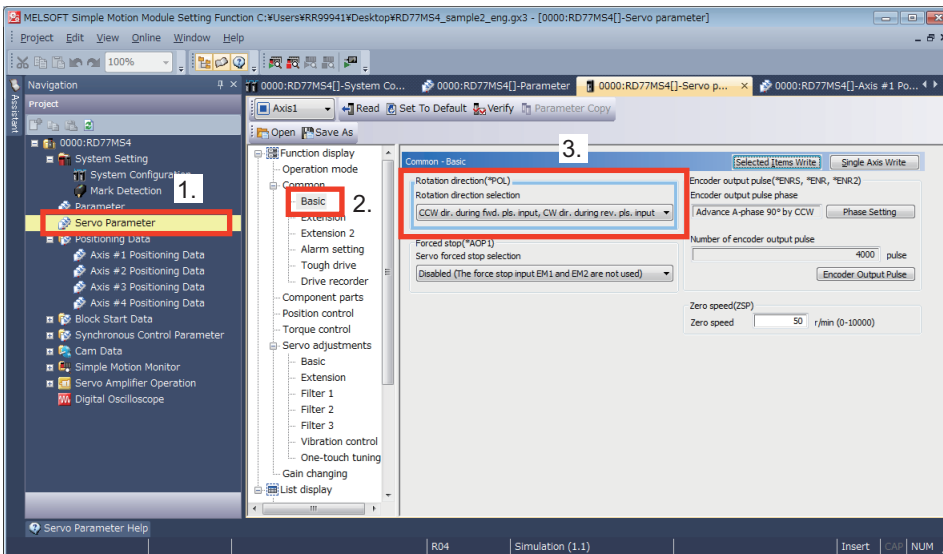 MELSOFT Simple Motion Module Setting Function C:¥Users¥RR99941¥Desktop¥RD77MS4_sample2_eng.gx3 - [0000:RD77MS4[]-Servo parameter]
Project Edit View Online Window Help
100%
Navigation
0000:RD77MS4[]-System Co... 0000:RD77MS4[]-Parameter 0000:RD77MS4[]-Servo p... 0000:RD77MS4[]-Axis #1 Po...
Assistant
Project
Axis1 Read Set To Default Verify Parameter Copy
Open Save As
0000:RD77MS4
System Setting
System Configuration
Mark Detection
1.
Parameter
Servo Parameter
Positioning Data
Axis #1 Positioning Data
Axis #2 Positioning Data
Axis #3 Positioning Data
Axis #4 Positioning Data
Block Start Data
Synchronous Control Parameter
Cam Data
Simple Motion Monitor
Servo Amplifier Operation
Digital Oscilloscope
Function display
Operation mode
Common
Basic
2.
Extension
Extension 2
Alarm setting
Tough drive
Drive recorder
Component parts
Position control
Torque control
Servo adjustments
Basic
Extension
Filter 1
Filter 2
Filter 3
Vibration control
One-touch tuning
Gain changing
List display
3.
Common - Basic
Selected Items Write Single Axis Write
Rotation direction(*POL)
Rotation direction selection
CCW dir. during fwd. pls. input, CW dir. during rev. pls. input
Forced stop(*AOP1)
Servo forced stop selection
Disabled (The force stop input EM1 and EM2 are not used)
Encoder output pulse(*ENRS, *ENR, *ENR2)
Encoder output pulse phase
Advance A-phase 90° by CCW Phase Setting
Number of encoder output pulse
4000 pulse
Encoder Output Pulse
Zero speed(ZSP)
Zero speed 50 r/min (0-10000)
Servo Parameter Help
R04 Simulation (1.1) Insert CAP NUM